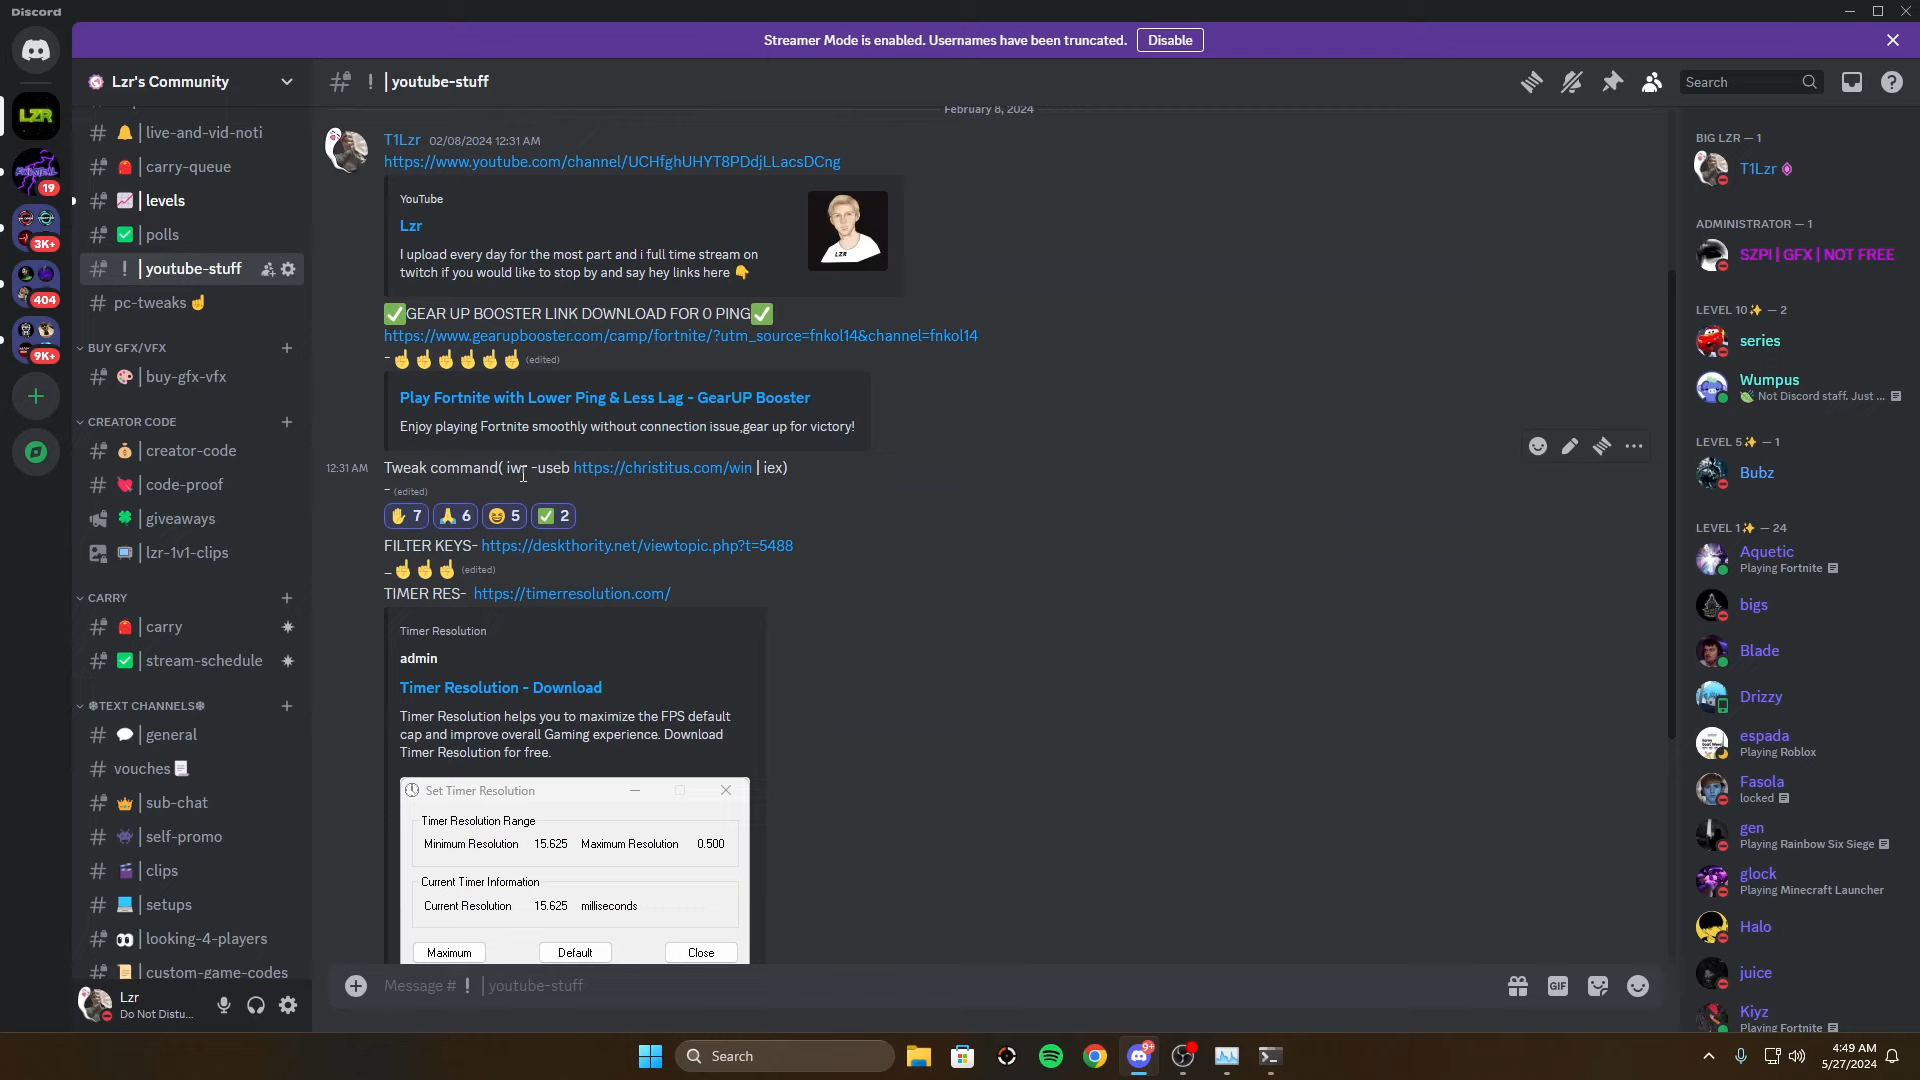 Discord
Streamer Mode is enabled. Usernames have been truncated.
Disable
LZR
19
3K+
404
9K+
Lzr's Community
live-and-vid-noti
carry-queue
levels
polls
youtube-stuff
pc-tweaks
BUY GFX/VFX
buy-gfx-vfx
CREATOR CODE
creator-code
code-proof
giveaways
lzr-1v1-clips
CARRY
carry
stream-schedule
❄TEXT CHANNELS❄
general
vouches
sub-chat
self-promo
clips
setups
looking-4-players
custom-game-codes
Lzr
Do Not Distu...
# ❗ | youtube-stuff
Search
February 8, 2024
T1Lzr 02/08/2024 12:31 AM
https://www.youtube.com/channel/UCHfghUHYT8PDdjLLacsDCng
YouTube
Lzr
I upload every day for the most part and i full time stream on
twitch if you would like to stop by and say hey links here 👇
LZR
✅GEAR UP BOOSTER LINK DOWNLOAD FOR 0 PING✅
https://www.gearupbooster.com/camp/fortnite/?utm_source=fnkol14&channel=fnkol14
-☝☝☝☝☝☝ (edited)
Play Fortnite with Lower Ping & Less Lag - GearUP Booster
Enjoy playing Fortnite smoothly without connection issue,gear up for victory!
12:31 AM Tweak command( iwr -useb https://christitus.com/win | iex)
- (edited)
✋ 7 🙏 6 😆 5 ✅ 2
FILTER KEYS- https://deskthority.net/viewtopic.php?t=5488
_☝☝☝ (edited)
TIMER RES- https://timerresolution.com/
Timer Resolution
admin
Timer Resolution - Download
Timer Resolution helps you to maximize the FPS default
cap and improve overall Gaming experience. Download
Timer Resolution for free.
Set Timer Resolution
Timer Resolution Range
Minimum Resolution 15.625 Maximum Resolution 0.500
Current Timer Information
Current Resolution 15.625 milliseconds
Maximum Default Close
Message # ❗ | youtube-stuff
GIF
BIG LZR — 1
T1Lzr
ADMINISTRATOR — 1
SZPI | GFX | NOT FREE
LEVEL 10✨ — 2
series
Wumpus
Not Discord staff. Just ...
LEVEL 5✨ — 1
Bubz
LEVEL 1✨ — 24
Aquetic
Playing Fortnite
bigs
Blade
Drizzy
espada
Playing Roblox
Fasola
locked
gen
Playing Rainbow Six Siege
glock
Playing Minecraft Launcher
Halo
juice
Kiyz
Playing Fortnite
Search
9+
4:49 AM
5/27/2024